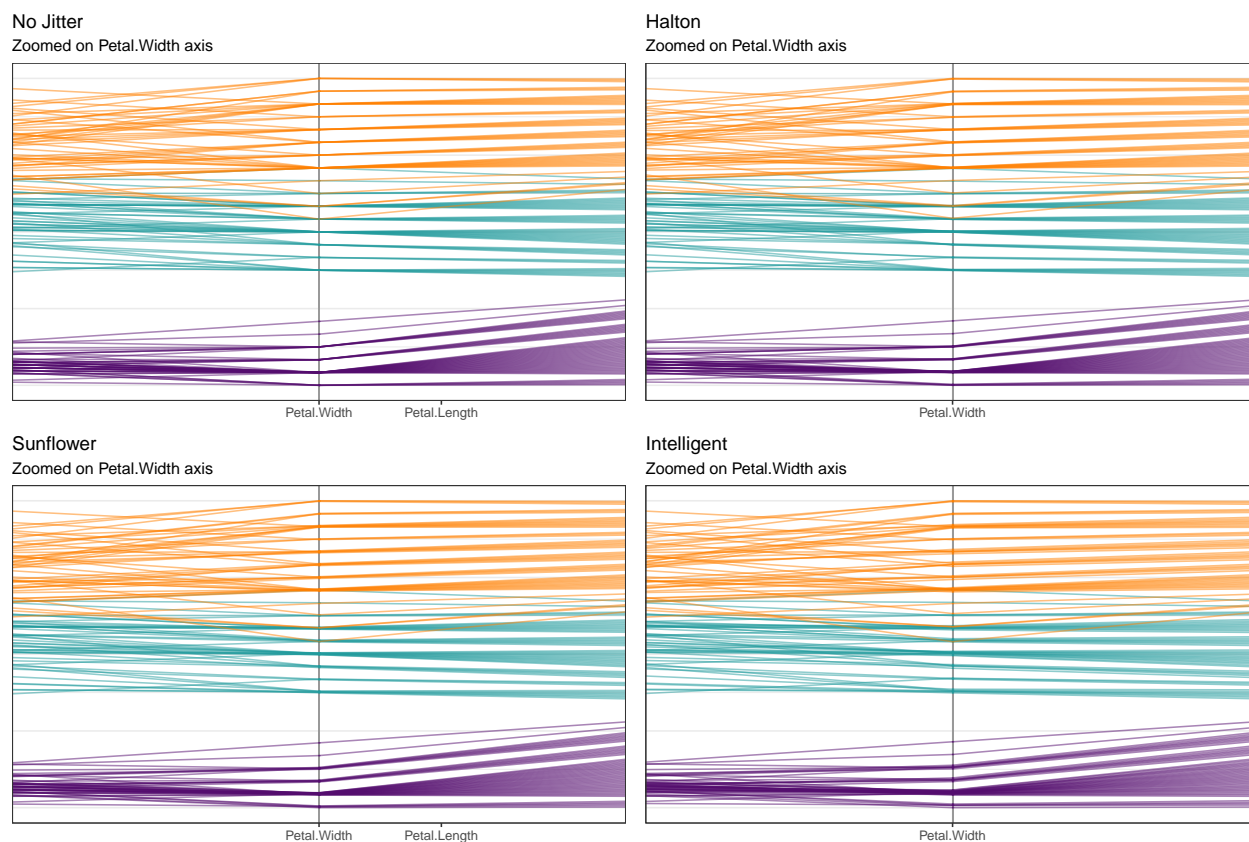 No Jitter
Zoomed on Petal.Width axis
Petal.Width Petal.Length
Halton
Zoomed on Petal.Width axis
Petal.Width
Sunflower
Zoomed on Petal.Width axis
Petal.Width Petal.Length
Intelligent
Zoomed on Petal.Width axis
Petal.Width